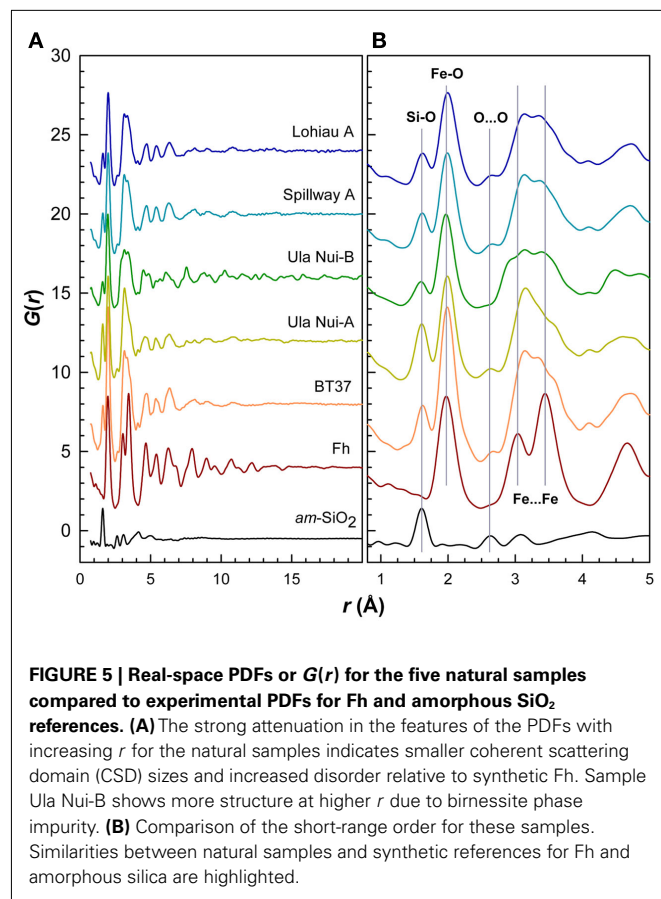 A
B
30
25
20
15
10
5
0
G(r)
Lohiau A
Spillway A
Ula Nui-B
Ula Nui-A
BT37
Fh
am-SiO2
0 5 10 15
Fe-O
Si-O
O...O
Fe...Fe
1 2 3 4 5
r (Å)
FIGURE 5 | Real-space PDFs or G(r) for the five natural samples
compared to experimental PDFs for Fh and amorphous SiO2
references. (A) The strong attenuation in the features of the PDFs with
increasing r for the natural samples indicates smaller coherent scattering
domain (CSD) sizes and increased disorder relative to synthetic Fh. Sample
Ula Nui-B shows more structure at higher r due to birnessite phase
impurity. (B) Comparison of the short-range order for these samples.
Similarities between natural samples and synthetic references for Fh and
amorphous silica are highlighted.